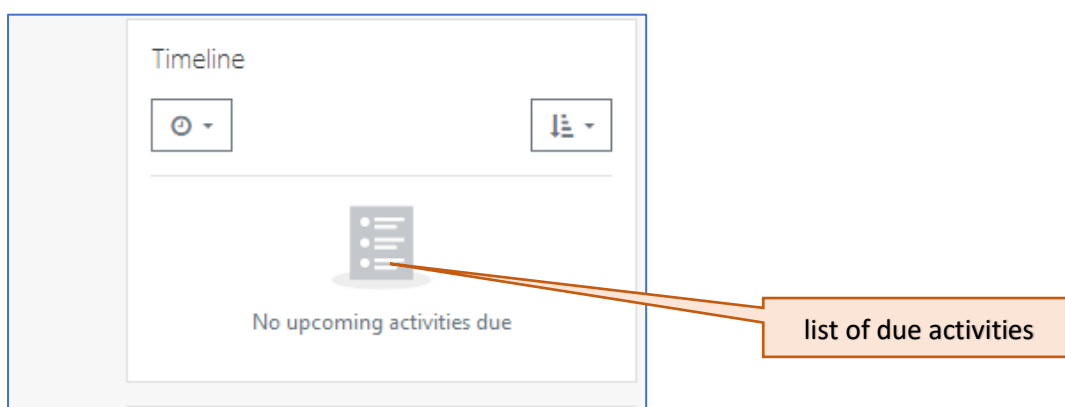 Timeline
No upcoming activities due
list of due activities